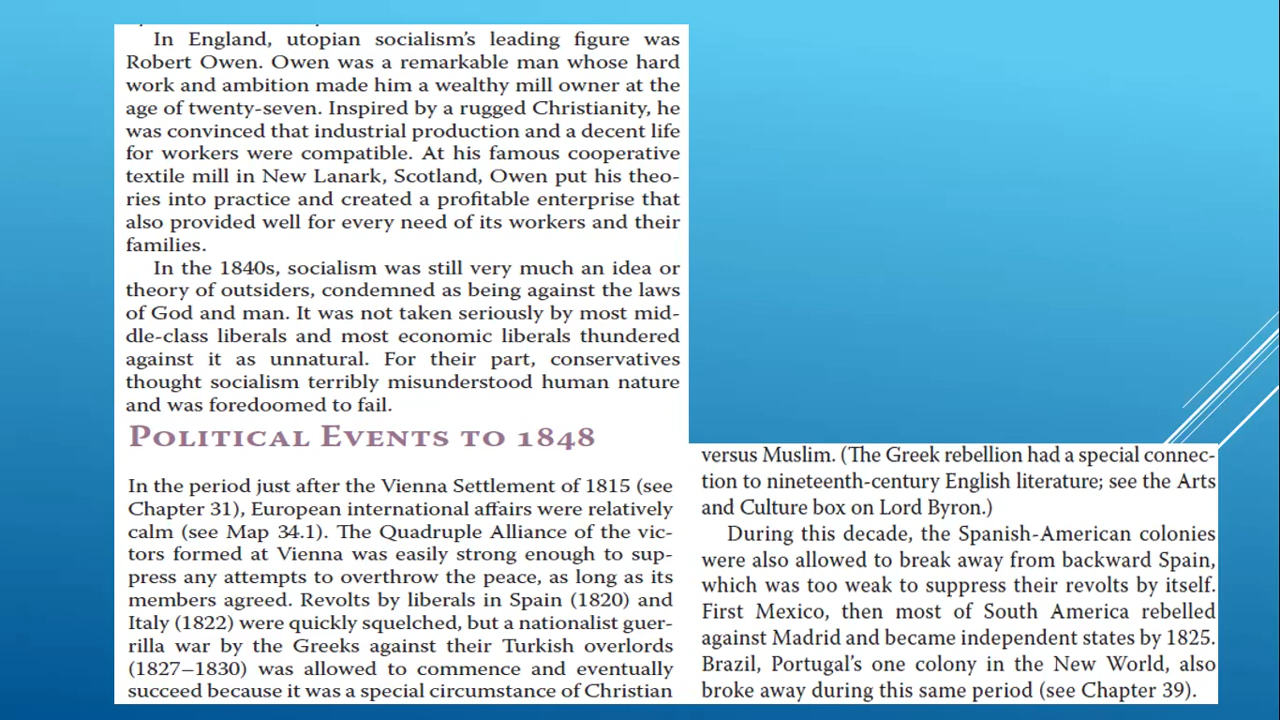 In England, utopian socialism's leading figure was
Robert Owen. Owen was a remarkable man whose hard
work and ambition made him a wealthy mill owner at the
age of twenty-seven. Inspired by a rugged Christianity, he
was convinced that industrial production and a decent life
for workers were compatible. At his famous cooperative
textile mill in New Lanark, Scotland, Owen put his theo-
ries into practice and created a profitable enterprise that
also provided well for every need of its workers and their
families.
In the 1840s, socialism was still very much an idea or
theory of outsiders, condemned as being against the laws
of God and man. It was not taken seriously by most mid-
dle-class liberals and most economic liberals thundered
against it as unnatural. For their part, conservatives
thought socialism terribly misunderstood human nature
and was foredoomed to fail.
Political Events to 1848
In the period just after the Vienna Settlement of 1815 (see
Chapter 31), European international affairs were relatively
calm (see Map 34.1). The Quadruple Alliance of the vic-
tors formed at Vienna was easily strong enough to sup-
press any attempts to overthrow the peace, as long as its
members agreed. Revolts by liberals in Spain (1820) and
Italy (1822) were quickly squelched, but a nationalist guer-
rilla war by the Greeks against their Turkish overlords
(1827–1830) was allowed to commence and eventually
succeed because it was a special circumstance of Christian
versus Muslim. (The Greek rebellion had a special connec-
tion to nineteenth-century English literature; see the Arts
and Culture box on Lord Byron.)
During this decade, the Spanish-American colonies
were also allowed to break away from backward Spain,
which was too weak to suppress their revolts by itself.
First Mexico, then most of South America rebelled
against Madrid and became independent states by 1825.
Brazil, Portugal's one colony in the New World, also
broke away during this same period (see Chapter 39).